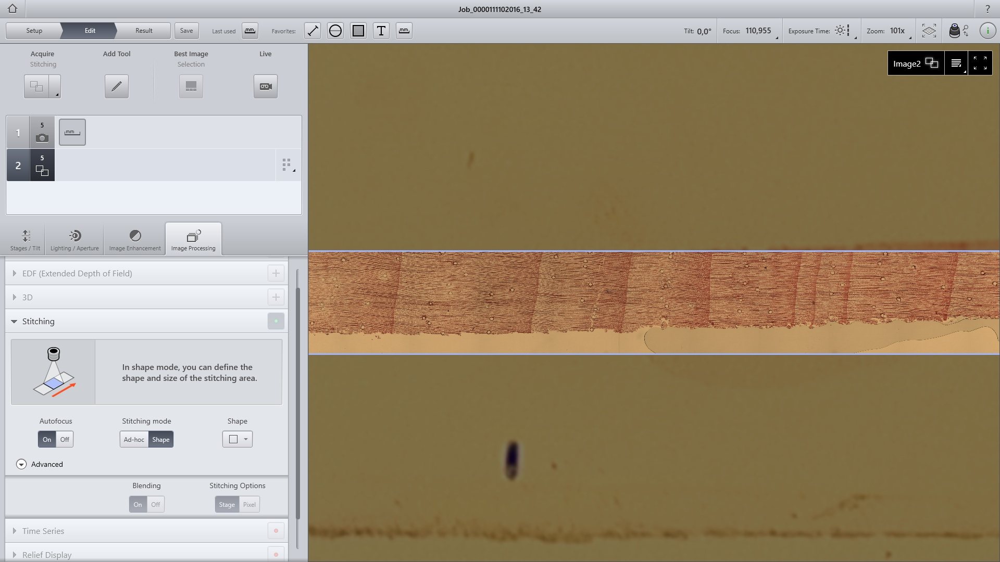 Job_0000111102016_13_42
?
Setup
Edit
Result
Save
Last used
mm
Favorites:
T
mm
Tilt: 0,0°
Focus: 110,955
Exposure Time:
Zoom: 101x
i
Acquire
Stitching
Add Tool
Best Image
Selection
Live
Image2
1
5
mm
2
5
Stages / Tilt
Lighting / Aperture
Image Enhancement
Image Processing
EDF (Extended Depth of Field)
3D
Stitching
In shape mode, you can define the
shape and size of the stitching area.
Autofocus
Stitching mode
Shape
On
Off
Ad-hoc
Shape
Advanced
Blending
Stitching Options
On
Off
Stage
Pixel
Time Series
Relief Display